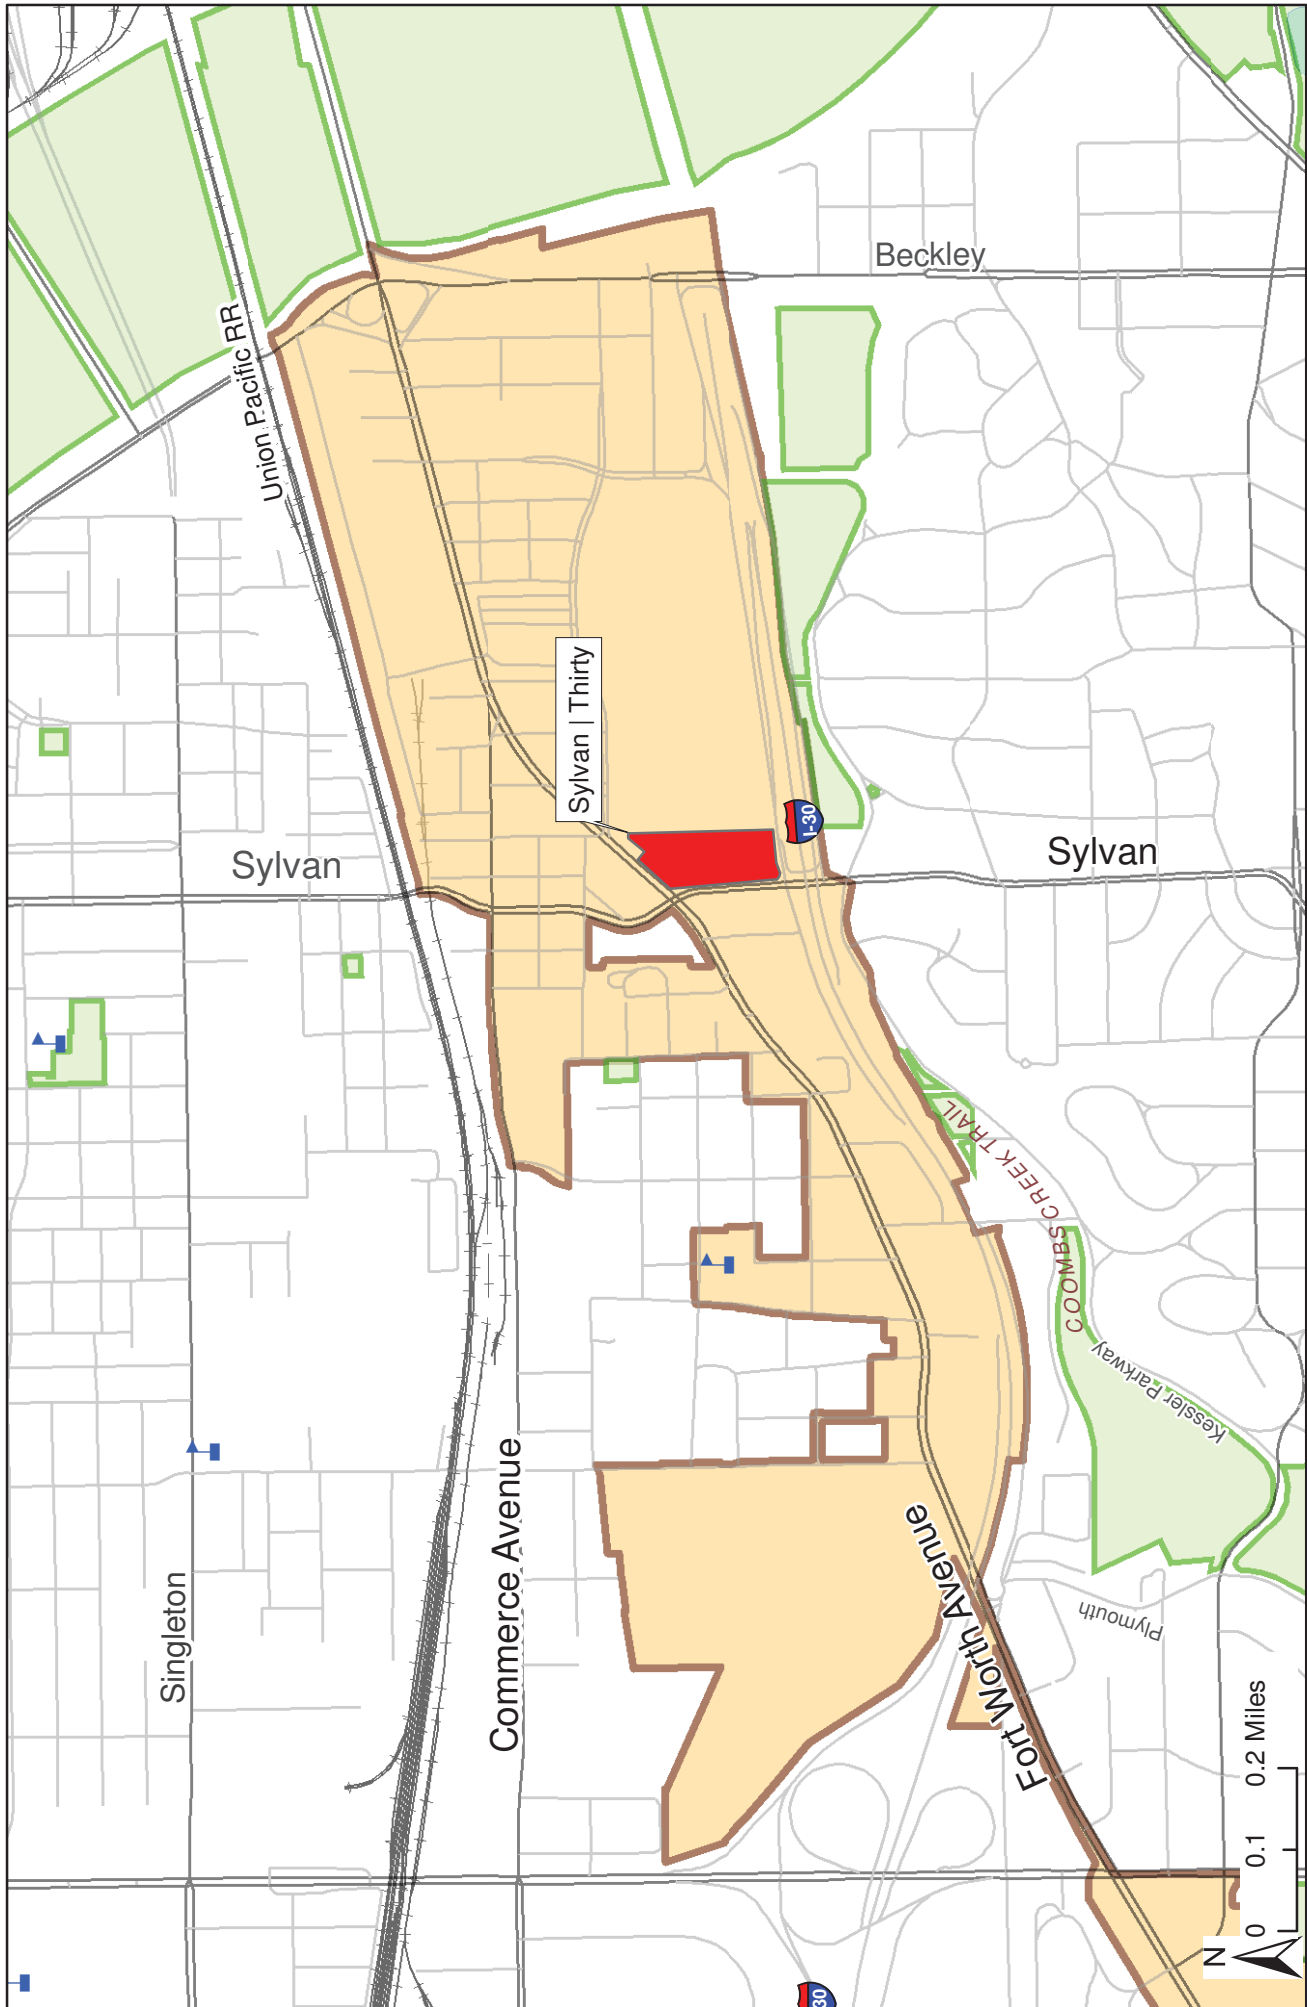 Singleton
Sylvan
Union Pacific RR
Commerce Avenue
Sylvan | Thirty
I-30
30
Beckley
Sylvan
Fort Worth Avenue
COOMBS CREEK TRAIL
Kessler Parkway
Plymouth
N
0 0.1 0.2 Miles